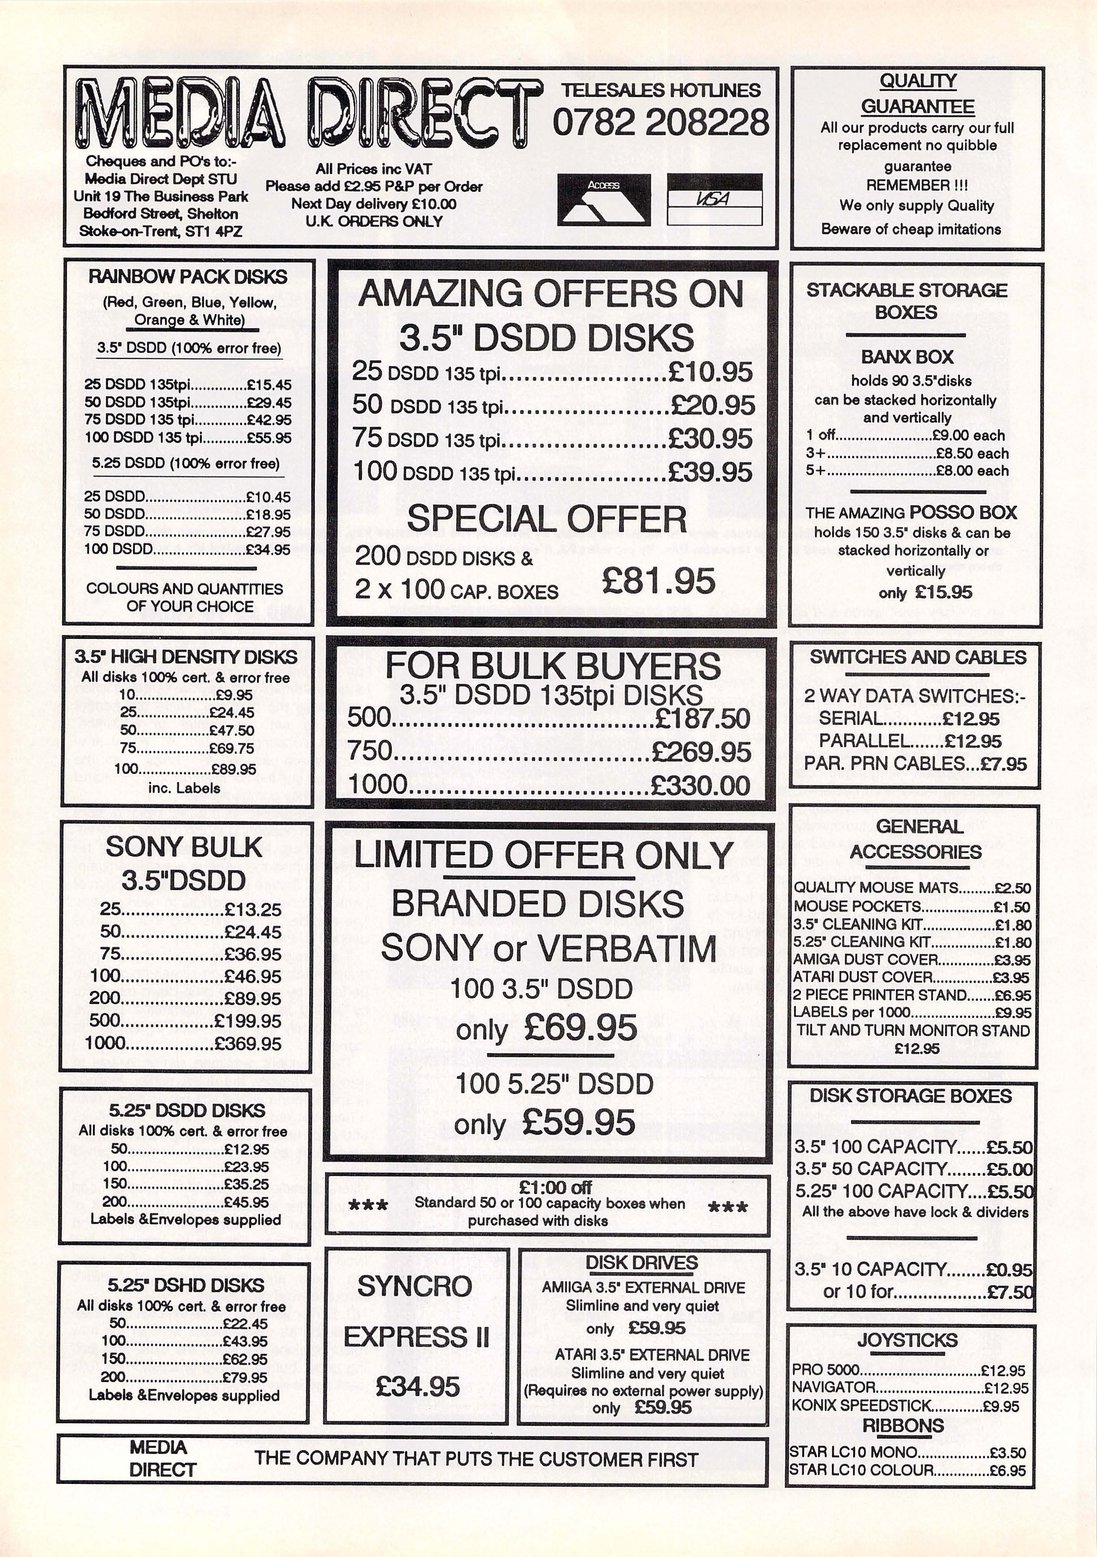 MEDIA DIRECT
TELESALES HOTLINES
0782 208228
Cheques and PO's to:-
Media Direct Dept STU
Unit 19 The Business Park
Bedford Street, Shelton
Stoke-on-Trent, ST1 4PZ
All Prices inc VAT
Please add £2.95 P&P per Order
Next Day delivery £10.00
U.K. ORDERS ONLY
Access
VISA
QUALITY
GUARANTEE
All our products carry our full
replacement no quibble
guarantee
REMEMBER !!!
We only supply Quality
Beware of cheap imitations
RAINBOW PACK DISKS
(Red, Green, Blue, Yellow,
Orange & White)
3.5" DSDD (100% error free)
25 DSDD 135tpi.............£15.45
50 DSDD 135tpi.............£29.45
75 DSDD 135 tpi............£42.95
100 DSDD 135 tpi..........£55.95
5.25 DSDD (100% error free)
25 DSDD........................£10.45
50 DSDD........................£18.95
75 DSDD........................£27.95
100 DSDD......................£34.95
COLOURS AND QUANTITIES
OF YOUR CHOICE
AMAZING OFFERS ON
3.5" DSDD DISKS
25 DSDD 135 tpi.......................£10.95
50 DSDD 135 tpi.......................£20.95
75 DSDD 135 tpi.......................£30.95
100 DSDD 135 tpi.....................£39.95
SPECIAL OFFER
200 DSDD DISKS &
2 x 100 CAP. BOXES £81.95
STACKABLE STORAGE
BOXES
BANX BOX
holds 90 3.5"disks
can be stacked horizontally
and vertically
1 off.......................£9.00 each
3+..........................£8.50 each
5+..........................£8.00 each
THE AMAZING POSSO BOX
holds 150 3.5" disks & can be
stacked horizontally or
vertically
only £15.95
3.5" HIGH DENSITY DISKS
All disks 100% cert. & error free
10...................£9.95
25.................£24.45
50.................£47.50
75.................£69.75
100.................£89.95
inc. Labels
FOR BULK BUYERS
3.5" DSDD 135tpi DISKS
500................................£187.50
750................................£269.95
1000..............................£330.00
SWITCHES AND CABLES
2 WAY DATA SWITCHES:-
SERIAL..........£12.95
PARALLEL......£12.95
PAR. PRN CABLES...£7.95
SONY BULK
3.5"DSDD
25.....................£13.25
50.....................£24.45
75.....................£36.95
100...................£46.95
200...................£89.95
500.................£199.95
1000................£369.95
LIMITED OFFER ONLY
BRANDED DISKS
SONY or VERBATIM
100 3.5" DSDD
only £69.95
100 5.25" DSDD
only £59.95
GENERAL
ACCESSORIES
QUALITY MOUSE MATS.........£2.50
MOUSE POCKETS..................£1.50
3.5" CLEANING KIT..................£1.80
5.25" CLEANING KIT................£1.80
AMIGA DUST COVER..............£3.95
ATARI DUST COVER...............£3.95
2 PIECE PRINTER STAND.......£6.95
LABELS per 1000.....................£9.95
TILT AND TURN MONITOR STAND
£12.95
5.25" DSDD DISKS
All disks 100% cert. & error free
50.......................£12.95
100.......................£23.95
150.......................£35.25
200.......................£45.95
Labels &Envelopes supplied
DISK STORAGE BOXES
3.5" 100 CAPACITY......£5.50
3.5" 50 CAPACITY........£5.00
5.25" 100 CAPACITY....£5.50
All the above have lock & dividers
3.5" 10 CAPACITY........£0.95
or 10 for...................£7.50
£1:00 off
*** Standard 50 or 100 capacity boxes when ***
purchased with disks
5.25" DSHD DISKS
All disks 100% cert. & error free
50.......................£22.45
100.......................£43.95
150.......................£62.95
200.......................£79.95
Labels &Envelopes supplied
SYNCRO
EXPRESS II
£34.95
DISK DRIVES
AMIIGA 3.5" EXTERNAL DRIVE
Slimline and very quiet
only £59.95
ATARI 3.5" EXTERNAL DRIVE
Slimline and very quiet
(Requires no external power supply)
only £59.95
JOYSTICKS
PRO 5000.............................£12.95
NAVIGATOR..........................£12.95
KONIX SPEEDSTICK.............£9.95
RIBBONS
STAR LC10 MONO..................£3.50
STAR LC10 COLOUR..............£6.95
MEDIA
DIRECT
THE COMPANY THAT PUTS THE CUSTOMER FIRST